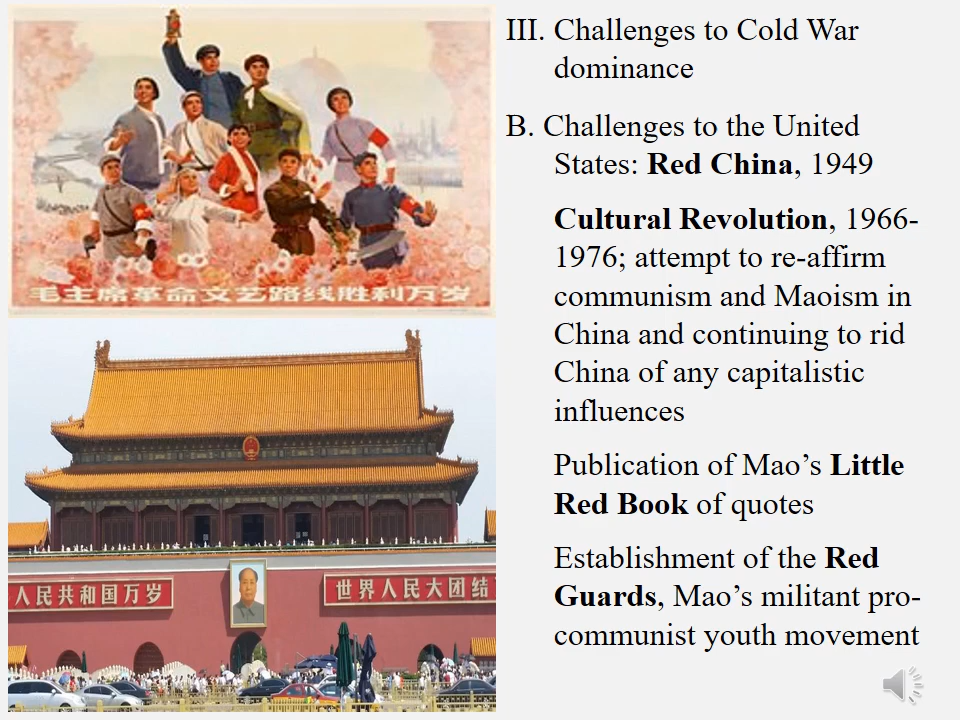 III. Challenges to Cold War
dominance
B. Challenges to the United
States: Red China, 1949
Cultural Revolution, 1966-
1976; attempt to re-affirm
communism and Maoism in
China and continuing to rid
China of any capitalistic
influences
Publication of Mao’s Little
Red Book of quotes
Establishment of the Red
Guards, Mao’s militant pro-
communist youth movement
毛主席革命文艺路线胜利万岁
人民共和国万岁
世界人民大团结